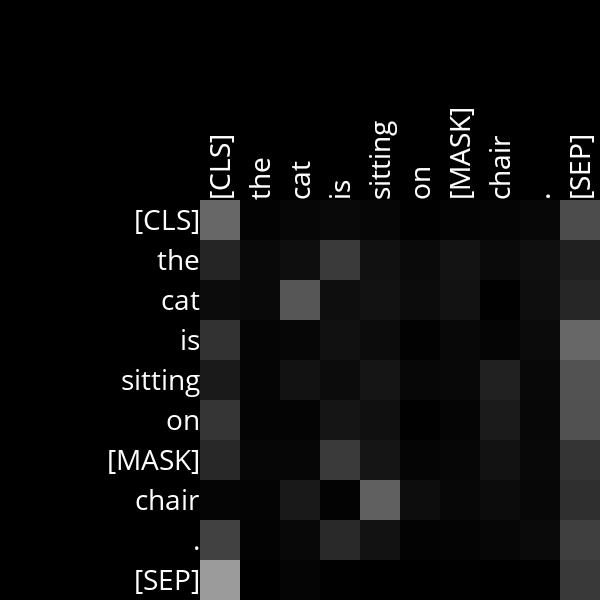 [CLS] the cat is sitting on [MASK] chair . [SEP]
[CLS]
the
cat
is
sitting
on
[MASK]
chair
.
[SEP]